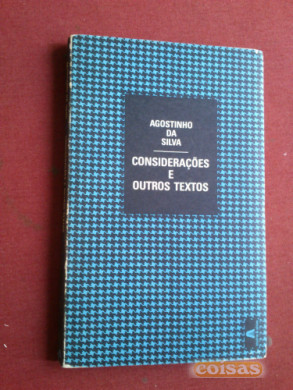 AGOSTINHO
DA
SILVA
CONSIDERAÇÕES
E
OUTROS TEXTOS
coisas